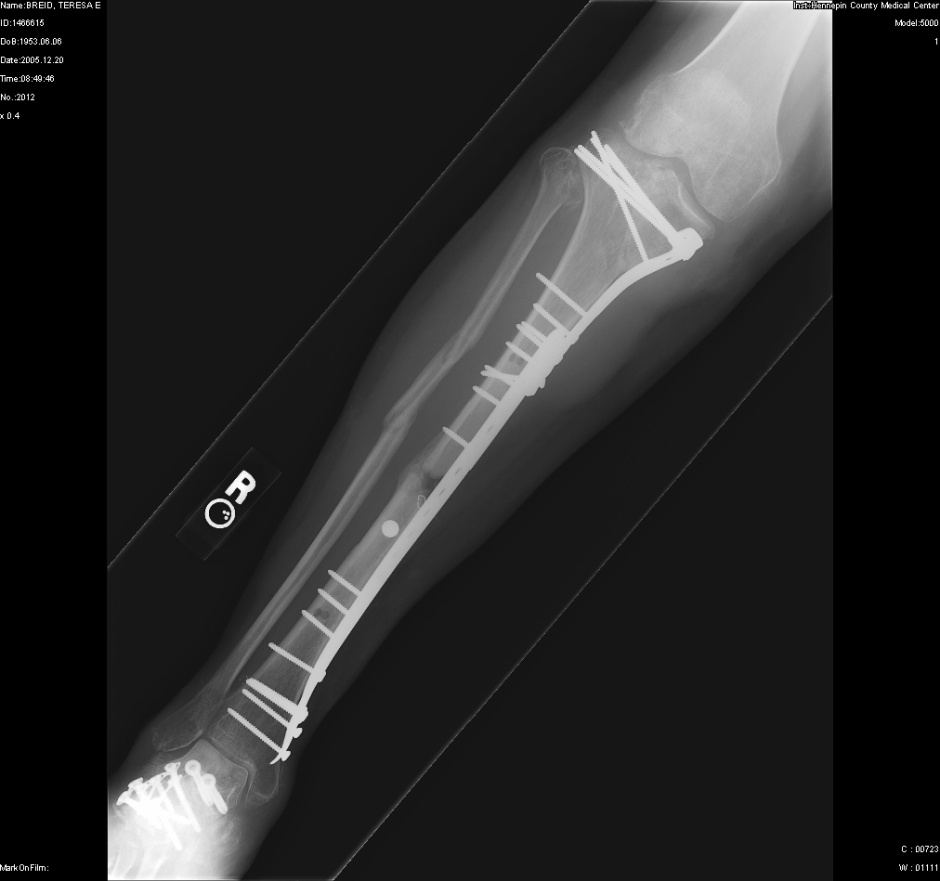 Name:BREID, TERESA E
ID:1466615
DoB:1953.06.06
Date:2005.12.20
Time:08:49:46
No.:2012
x 0.4
Inst:Hennepin County Medical Center
Model:5000
1
R
MarkOnFilm:
C : 00723
W : 01111